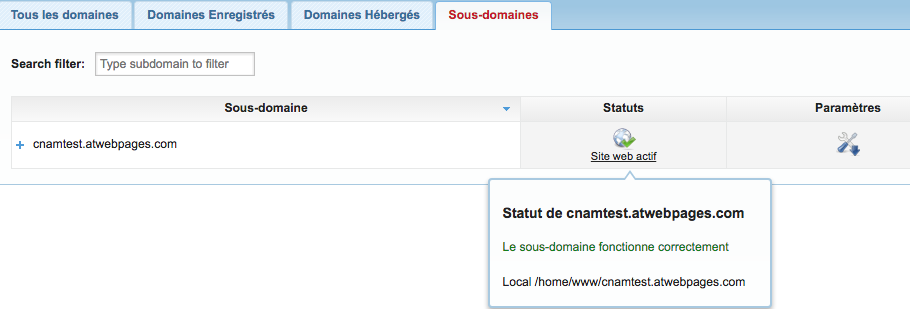 Tous les domaines Domaines Enregistrés Domaines Hébergés Sous-domaines
Search filter: Type subdomain to filter
Sous-domaine Statuts Paramètres
cnamtest.atwebpages.com
Site web actif
Statut de cnamtest.atwebpages.com
Le sous-domaine fonctionne correctement
Local /home/www/cnamtest.atwebpages.com